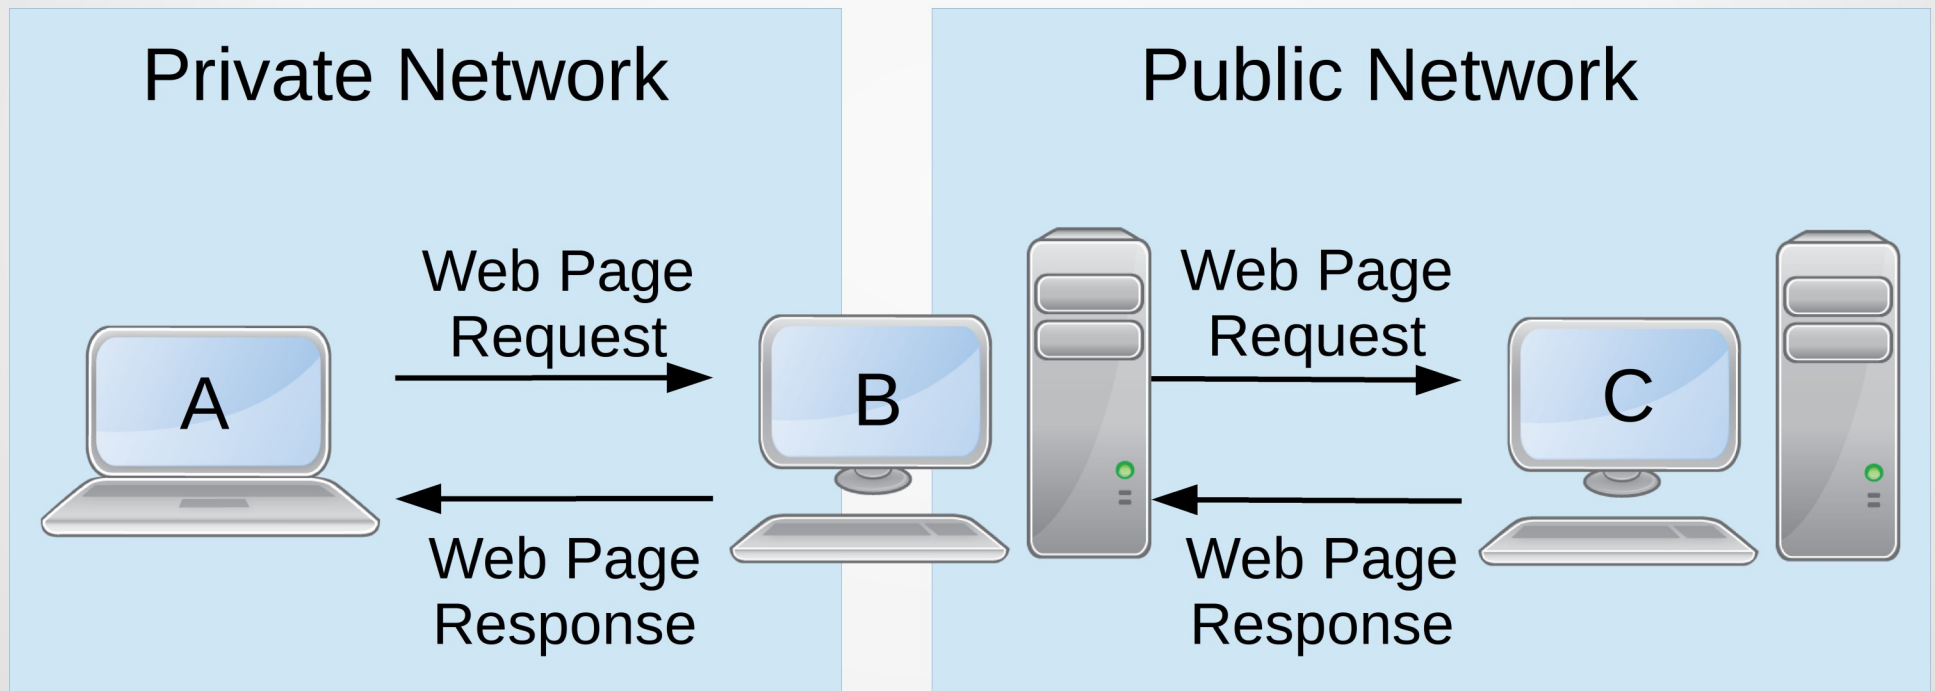 Private Network
Public Network
Web Page
Request
Web Page
Request
A
B
C
Web Page
Response
Web Page
Response